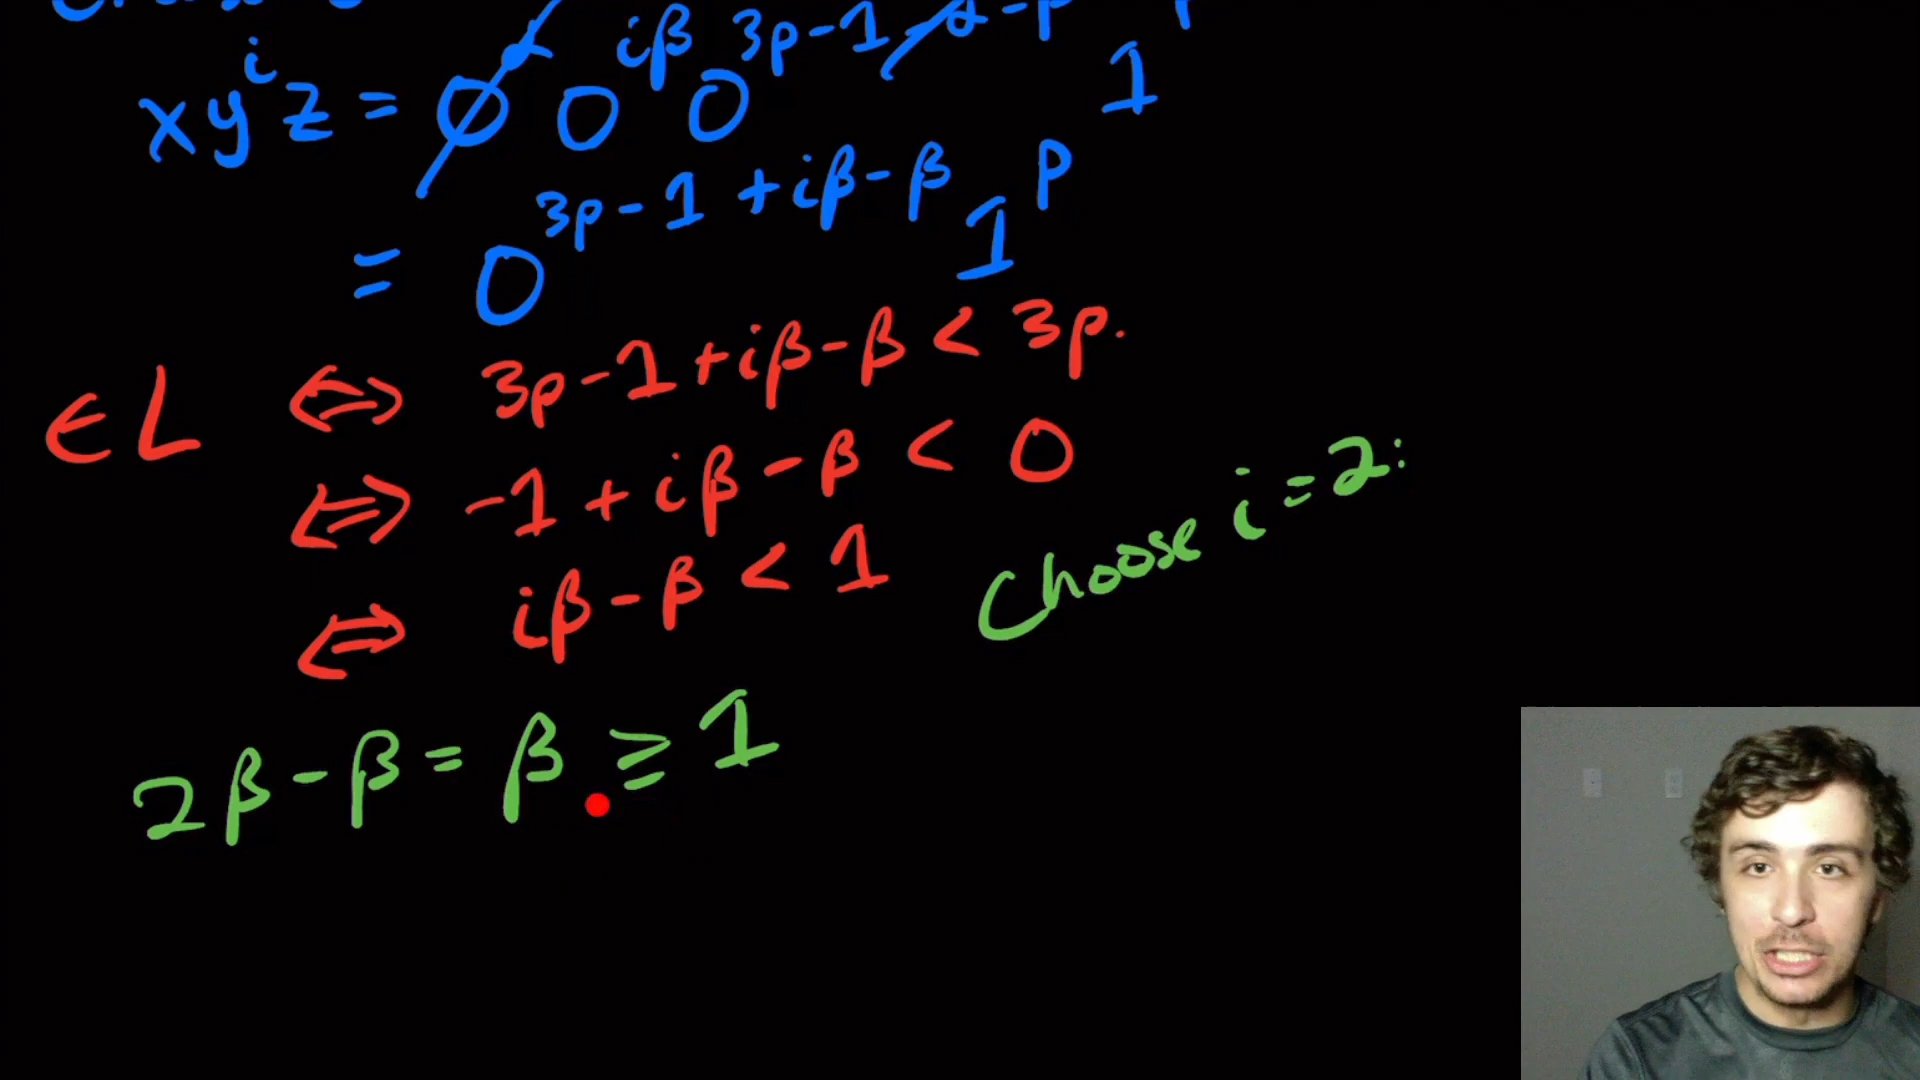 xy^i z = 0 0^{iβ} 0^{3p-1-α-β} 1^p
= 0^{3p-1+iβ-β} 1^p
∈ L ⇔ 3p-1+iβ-β < 3p.
⇔ -1+iβ-β < 0
Choose i=2:
⇔ iβ-β < 1
2β-β = β ≥ 1